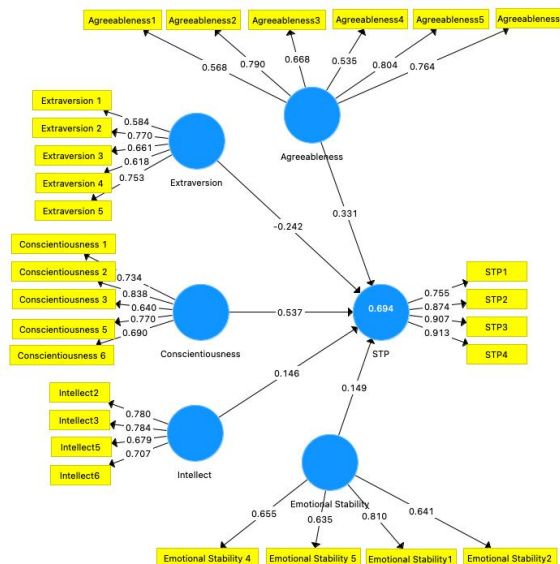 Agreeableness1
Agreeableness2
Agreeableness3
Agreeableness4
Agreeableness5
Agreeableness
0.568
0.790
0.668
0.535
0.804
0.764
Agreeableness
Extraversion 1
Extraversion 2
Extraversion 3
Extraversion 4
Extraversion 5
0.584
0.770
0.661
0.618
0.753
Extraversion
-0.242
0.331
Conscientiousness 1
Conscientiousness 2
Conscientiousness 3
Conscientiousness 5
Conscientiousness 6
0.734
0.838
0.640
0.770
0.690
Conscientiousness
0.537
0.694
STP
0.755
0.874
0.907
0.913
STP1
STP2
STP3
STP4
0.146
0.149
Intellect2
Intellect3
Intellect5
Intellect6
0.780
0.784
0.679
0.707
Intellect
Emotional Stability
0.655
0.635
0.810
0.641
Emotional Stability 4
Emotional Stability 5
Emotional Stability1
Emotional Stability2